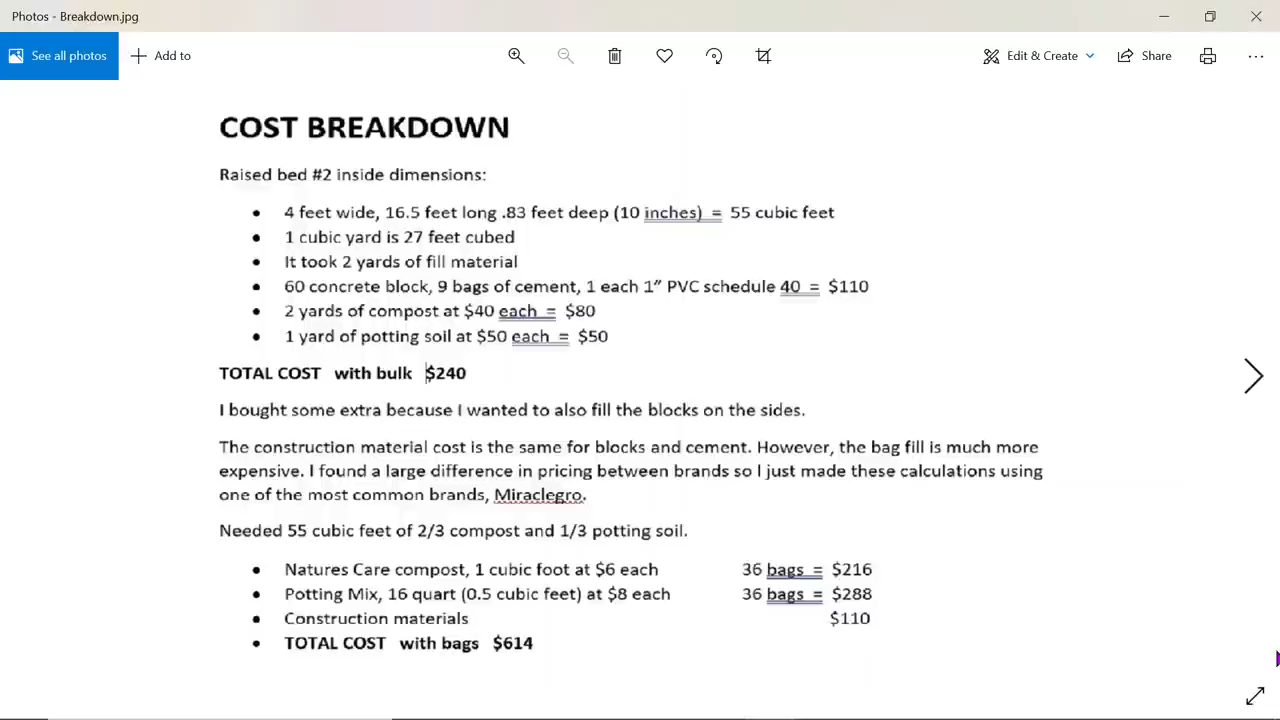 Photos - Breakdown.jpg
See all photos
Add to
Edit & Create
Share
COST BREAKDOWN
Raised bed #2 inside dimensions:
• 4 feet wide, 16.5 feet long .83 feet deep (10 inches) = 55 cubic feet
• 1 cubic yard is 27 feet cubed
• It took 2 yards of fill material
• 60 concrete block, 9 bags of cement, 1 each 1” PVC schedule 40 = $110
• 2 yards of compost at $40 each = $80
• 1 yard of potting soil at $50 each = $50
TOTAL COST with bulk $240
I bought some extra because I wanted to also fill the blocks on the sides.
The construction material cost is the same for blocks and cement. However, the bag fill is much more
expensive. I found a large difference in pricing between brands so I just made these calculations using
one of the most common brands, Miraclegro.
Needed 55 cubic feet of 2/3 compost and 1/3 potting soil.
• Natures Care compost, 1 cubic foot at $6 each 36 bags = $216
• Potting Mix, 16 quart (0.5 cubic feet) at $8 each 36 bags = $288
• Construction materials $110
• TOTAL COST with bags $614